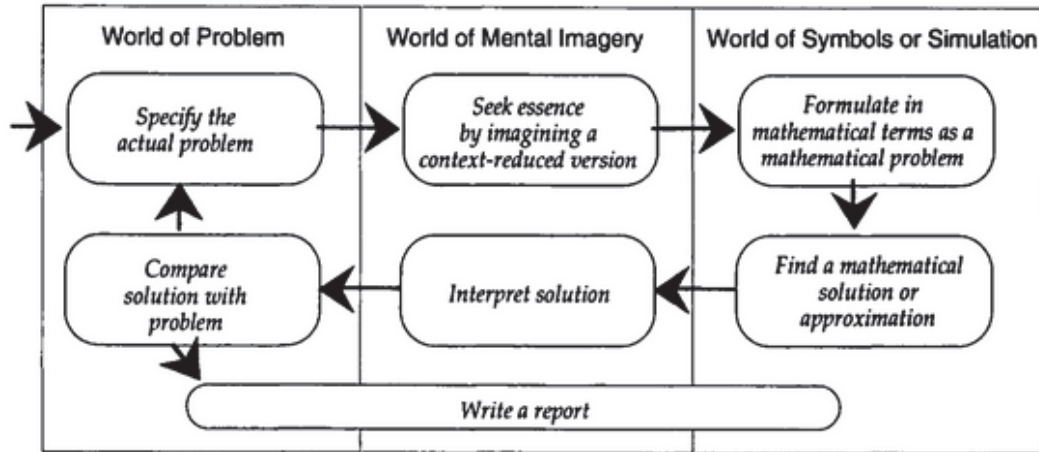 World of Problem
World of Mental Imagery
World of Symbols or Simulation
Specify the
actual problem
Seek essence
by imagining a
context-reduced version
Formulate in
mathematical terms as a
mathematical problem
Compare
solution with
problem
Interpret solution
Find a mathematical
solution or
approximation
Write a report